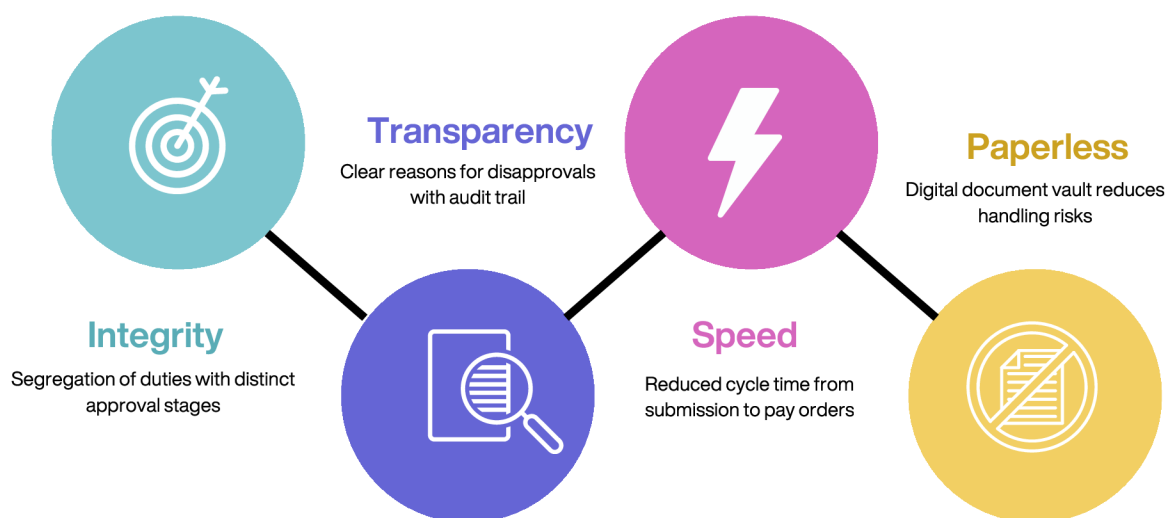 Integrity
Segregation of duties with distinct
approval stages
Transparency
Clear reasons for disapprovals
with audit trail
Speed
Reduced cycle time from
submission to pay orders
Paperless
Digital document vault reduces
handling risks